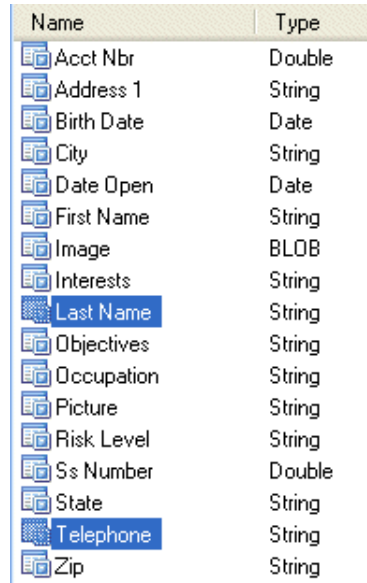 Name Type
Acct Nbr Double
Address 1 String
Birth Date Date
City String
Date Open Date
First Name String
Image BLOB
Interests String
Last Name String
Objectives String
Occupation String
Picture String
Risk Level String
Ss Number Double
State String
Telephone String
Zip String